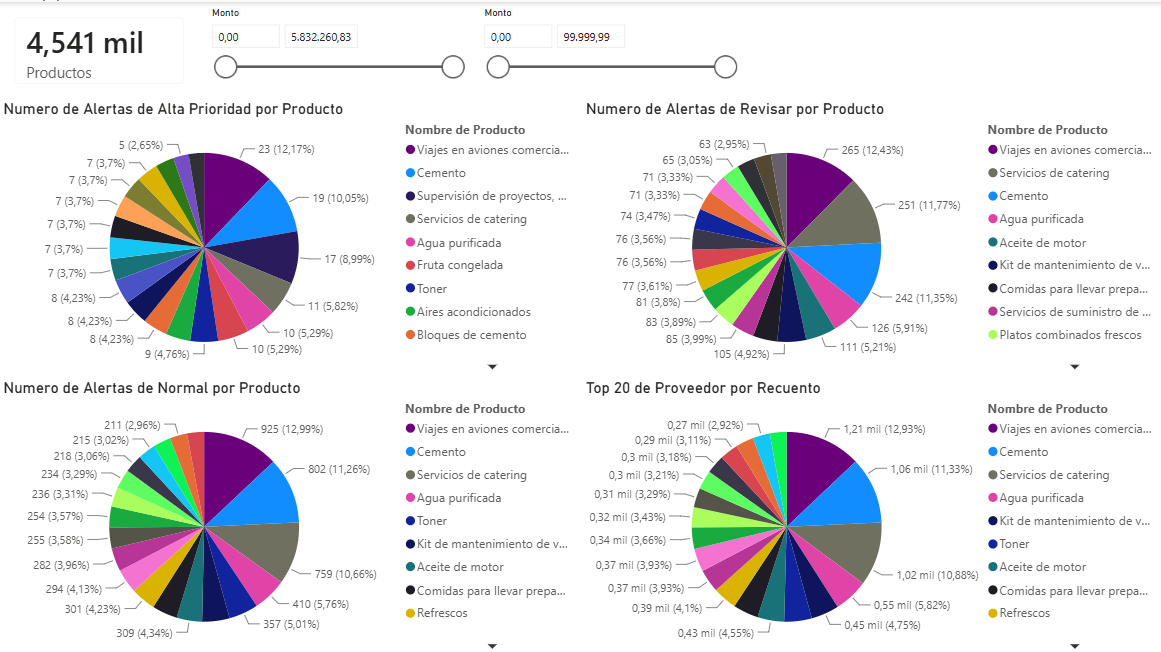 4,541 mil
Productos
Monto
0,00
5.832.260,83
Monto
0,00
99.999,99
Numero de Alertas de Alta Prioridad por Producto
23 (12,17%)
19 (10,05%)
17 (8,99%)
11 (5,82%)
10 (5,29%)
10 (5,29%)
9 (4,76%)
8 (4,23%)
8 (4,23%)
8 (4,23%)
7 (3,7%)
7 (3,7%)
7 (3,7%)
7 (3,7%)
7 (3,7%)
7 (3,7%)
5 (2,65%)
Nombre de Producto
Viajes en aviones comercia...
Cemento
Supervisión de proyectos, ...
Servicios de catering
Agua purificada
Fruta congelada
Toner
Aires acondicionados
Bloques de cemento
Numero de Alertas de Revisar por Producto
265 (12,43%)
251 (11,77%)
242 (11,35%)
126 (5,91%)
111 (5,21%)
105 (4,92%)
85 (3,99%)
83 (3,89%)
81 (3,8%)
77 (3,61%)
76 (3,56%)
76 (3,56%)
74 (3,47%)
71 (3,33%)
71 (3,33%)
65 (3,05%)
63 (2,95%)
Nombre de Producto
Viajes en aviones comercia...
Servicios de catering
Cemento
Agua purificada
Aceite de motor
Kit de mantenimiento de v...
Comidas para llevar prepa...
Servicios de suministro de ...
Platos combinados frescos
Numero de Alertas de Normal por Producto
925 (12,99%)
802 (11,26%)
759 (10,66%)
410 (5,76%)
357 (5,01%)
309 (4,34%)
301 (4,23%)
294 (4,13%)
282 (3,96%)
255 (3,58%)
254 (3,57%)
236 (3,31%)
234 (3,29%)
218 (3,06%)
215 (3,02%)
211 (2,96%)
Nombre de Producto
Viajes en aviones comercia...
Cemento
Servicios de catering
Agua purificada
Toner
Kit de mantenimiento de v...
Aceite de motor
Comidas para llevar prepa...
Refrescos
Top 20 de Proveedor por Recuento
1,21 mil (12,93%)
1,06 mil (11,33%)
1,02 mil (10,88%)
0,55 mil (5,82%)
0,45 mil (4,75%)
0,43 mil (4,55%)
0,39 mil (4,1%)
0,37 mil (3,93%)
0,37 mil (3,93%)
0,34 mil (3,66%)
0,32 mil (3,43%)
0,31 mil (3,29%)
0,3 mil (3,21%)
0,3 mil (3,18%)
0,29 mil (3,11%)
0,27 mil (2,92%)
Nombre de Producto
Viajes en aviones comercia...
Cemento
Servicios de catering
Agua purificada
Kit de mantenimiento de v...
Toner
Aceite de motor
Comidas para llevar prepa...
Refrescos